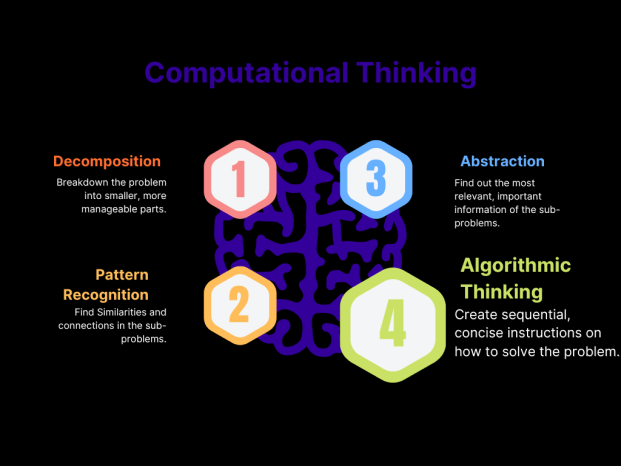 Computational Thinking
Decomposition
Breakdown the problem
into smaller, more
manageable parts.
1
Pattern
Recognition
Find Similarities and
connections in the sub-
problems.
2
3
Abstraction
Find out the most
relevant, important
information of the sub-
problems.
4
Algorithmic
Thinking
Create sequential,
concise instructions on
how to solve the problem.